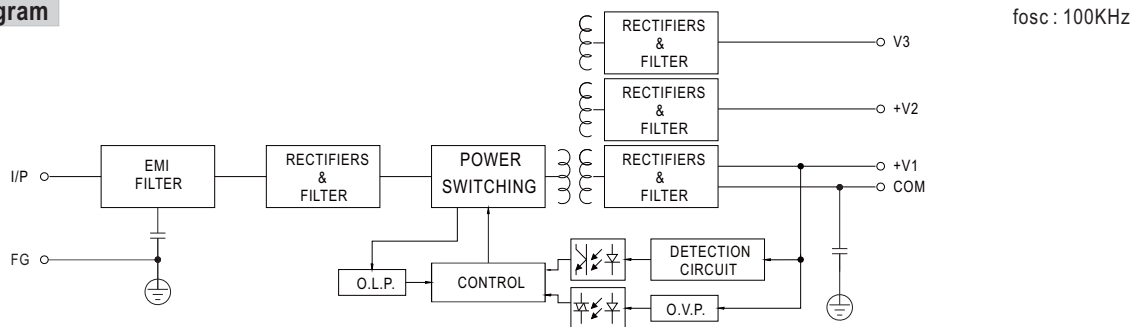 gram
fosc : 100KHz
RECTIFIERS
&
FILTER
V3
RECTIFIERS
&
FILTER
+V2
I/P
EMI
FILTER
RECTIFIERS
&
FILTER
POWER
SWITCHING
RECTIFIERS
&
FILTER
+V1
COM
FG
O.L.P.
CONTROL
DETECTION
CIRCUIT
O.V.P.